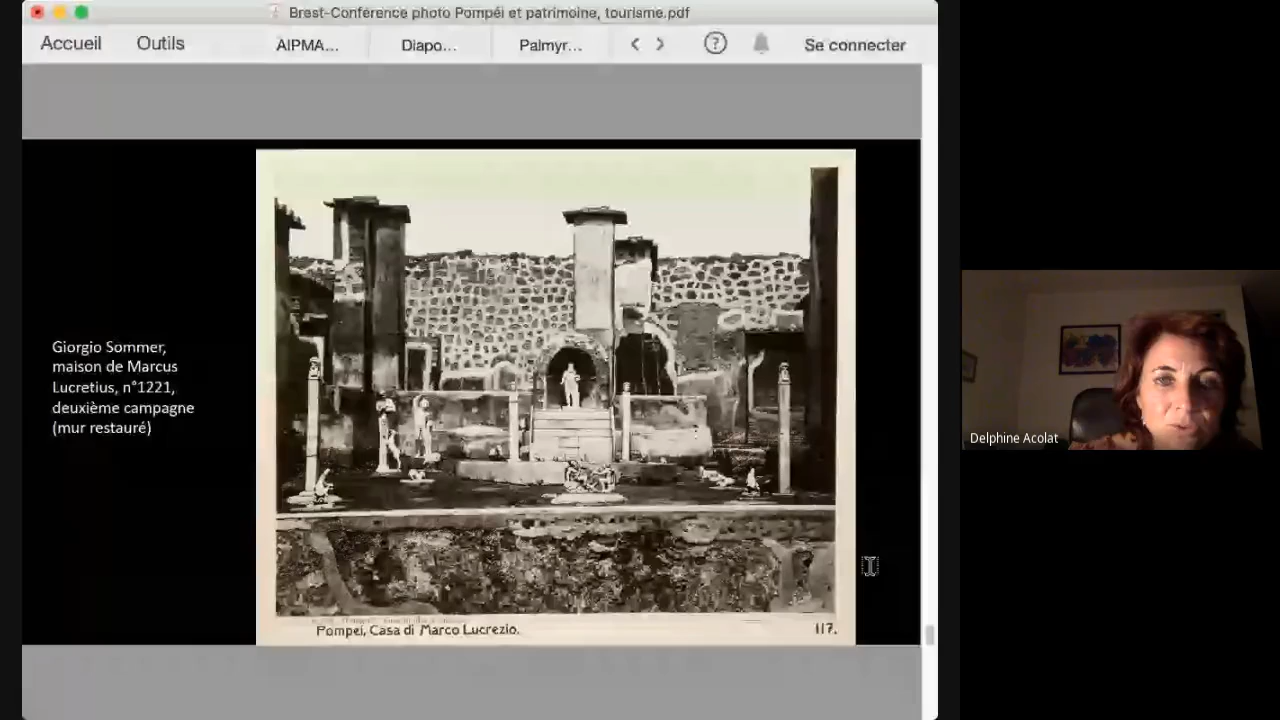 Brest-Conférence photo Pompéi et patrimoine, tourisme.pdf
Accueil Outils AIPMA... Diapo... Palmyr... ? Se connecter
Giorgio Sommer,
maison de Marcus
Lucretius, n°1221,
deuxième campagne
(mur restauré)
Delphine Acolat
Pompei, Casa di Marco Lucrezio. 117.